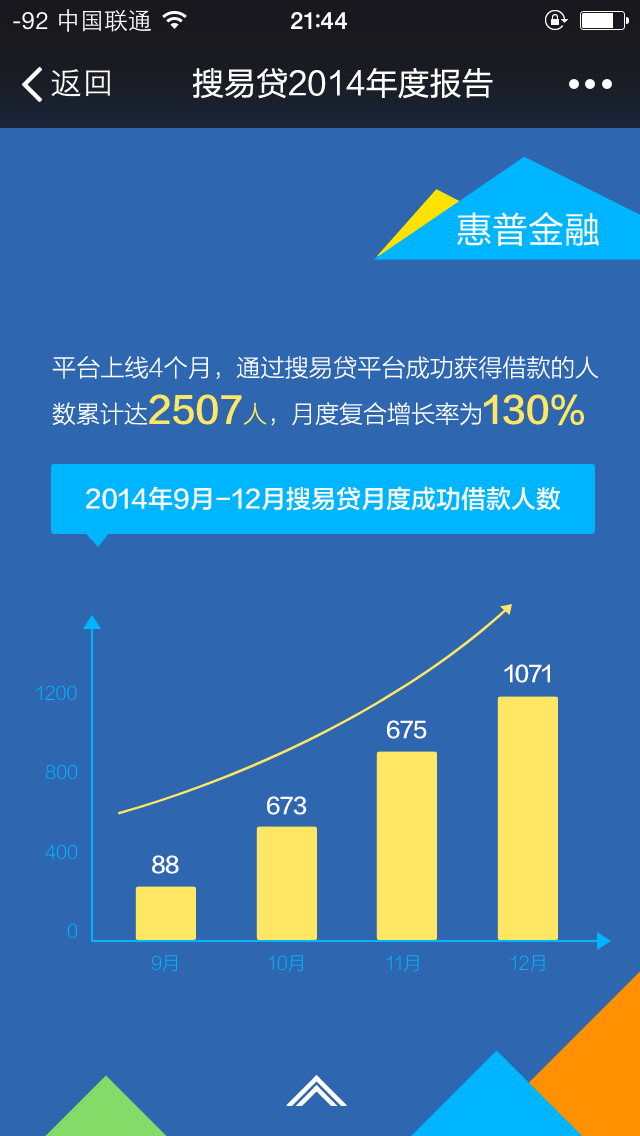 -92 中国联通 21:44
返回 搜易贷2014年度报告
惠普金融
平台上线4个月，通过搜易贷平台成功获得借款的人
数累计达2507人，月度复合增长率为130%
2014年9月-12月搜易贷月度成功借款人数
1071
1200
675
800
673
400
88
0
9月 10月 11月 12月